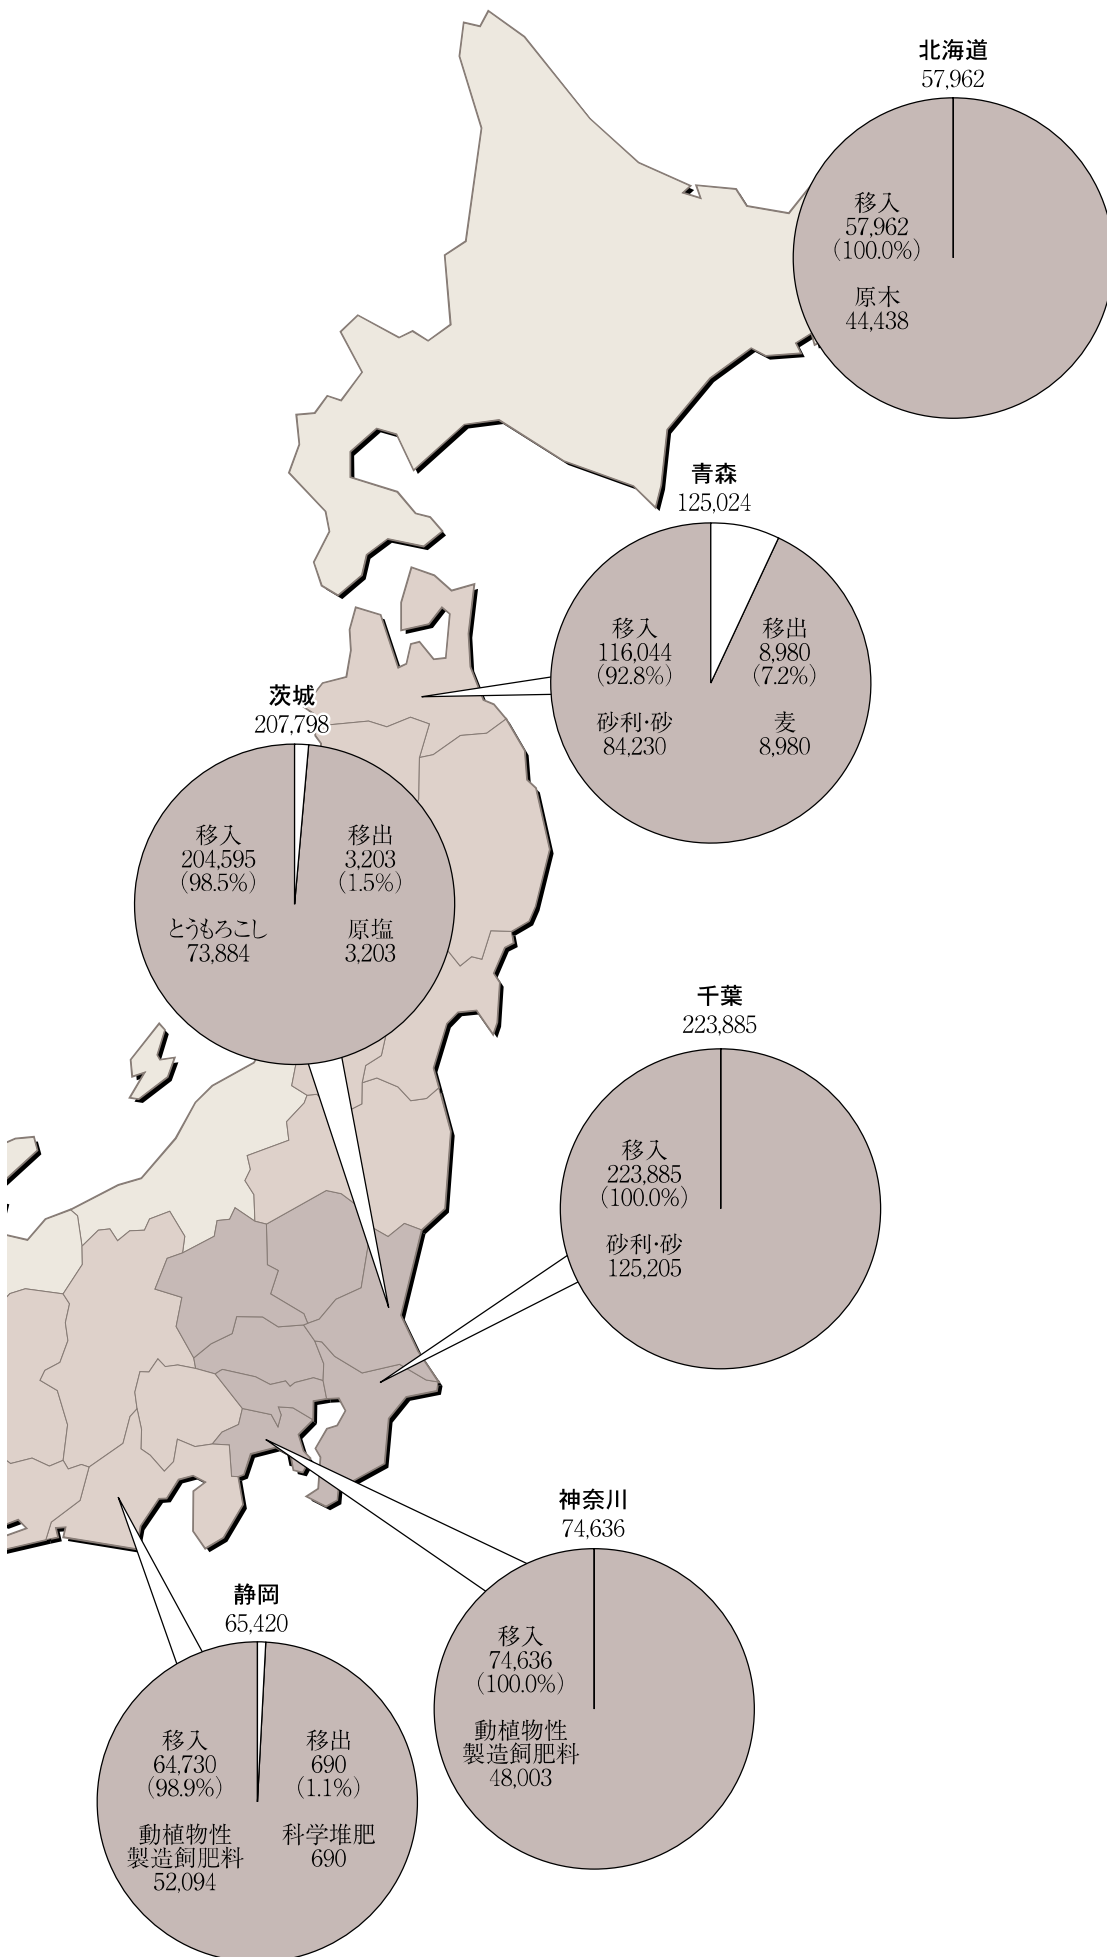 北海道
57,962
移入
57,962
(100.0%)
原木
44,438
青森
125,024
移入
116,044
(92.8%)
砂利・砂
84,230
移出
8,980
(7.2%)
麦
8,980
茨城
207,798
移入
204,595
(98.5%)
とうもろこし
73,884
移出
3,203
(1.5%)
原塩
3,203
千葉
223,885
移入
223,885
(100.0%)
砂利・砂
125,205
神奈川
74,636
移入
74,636
(100.0%)
動植物性
製造飼肥料
48,003
静岡
65,420
移入
64,730
(98.9%)
動植物性
製造飼肥料
52,094
移出
690
(1.1%)
科学堆肥
690